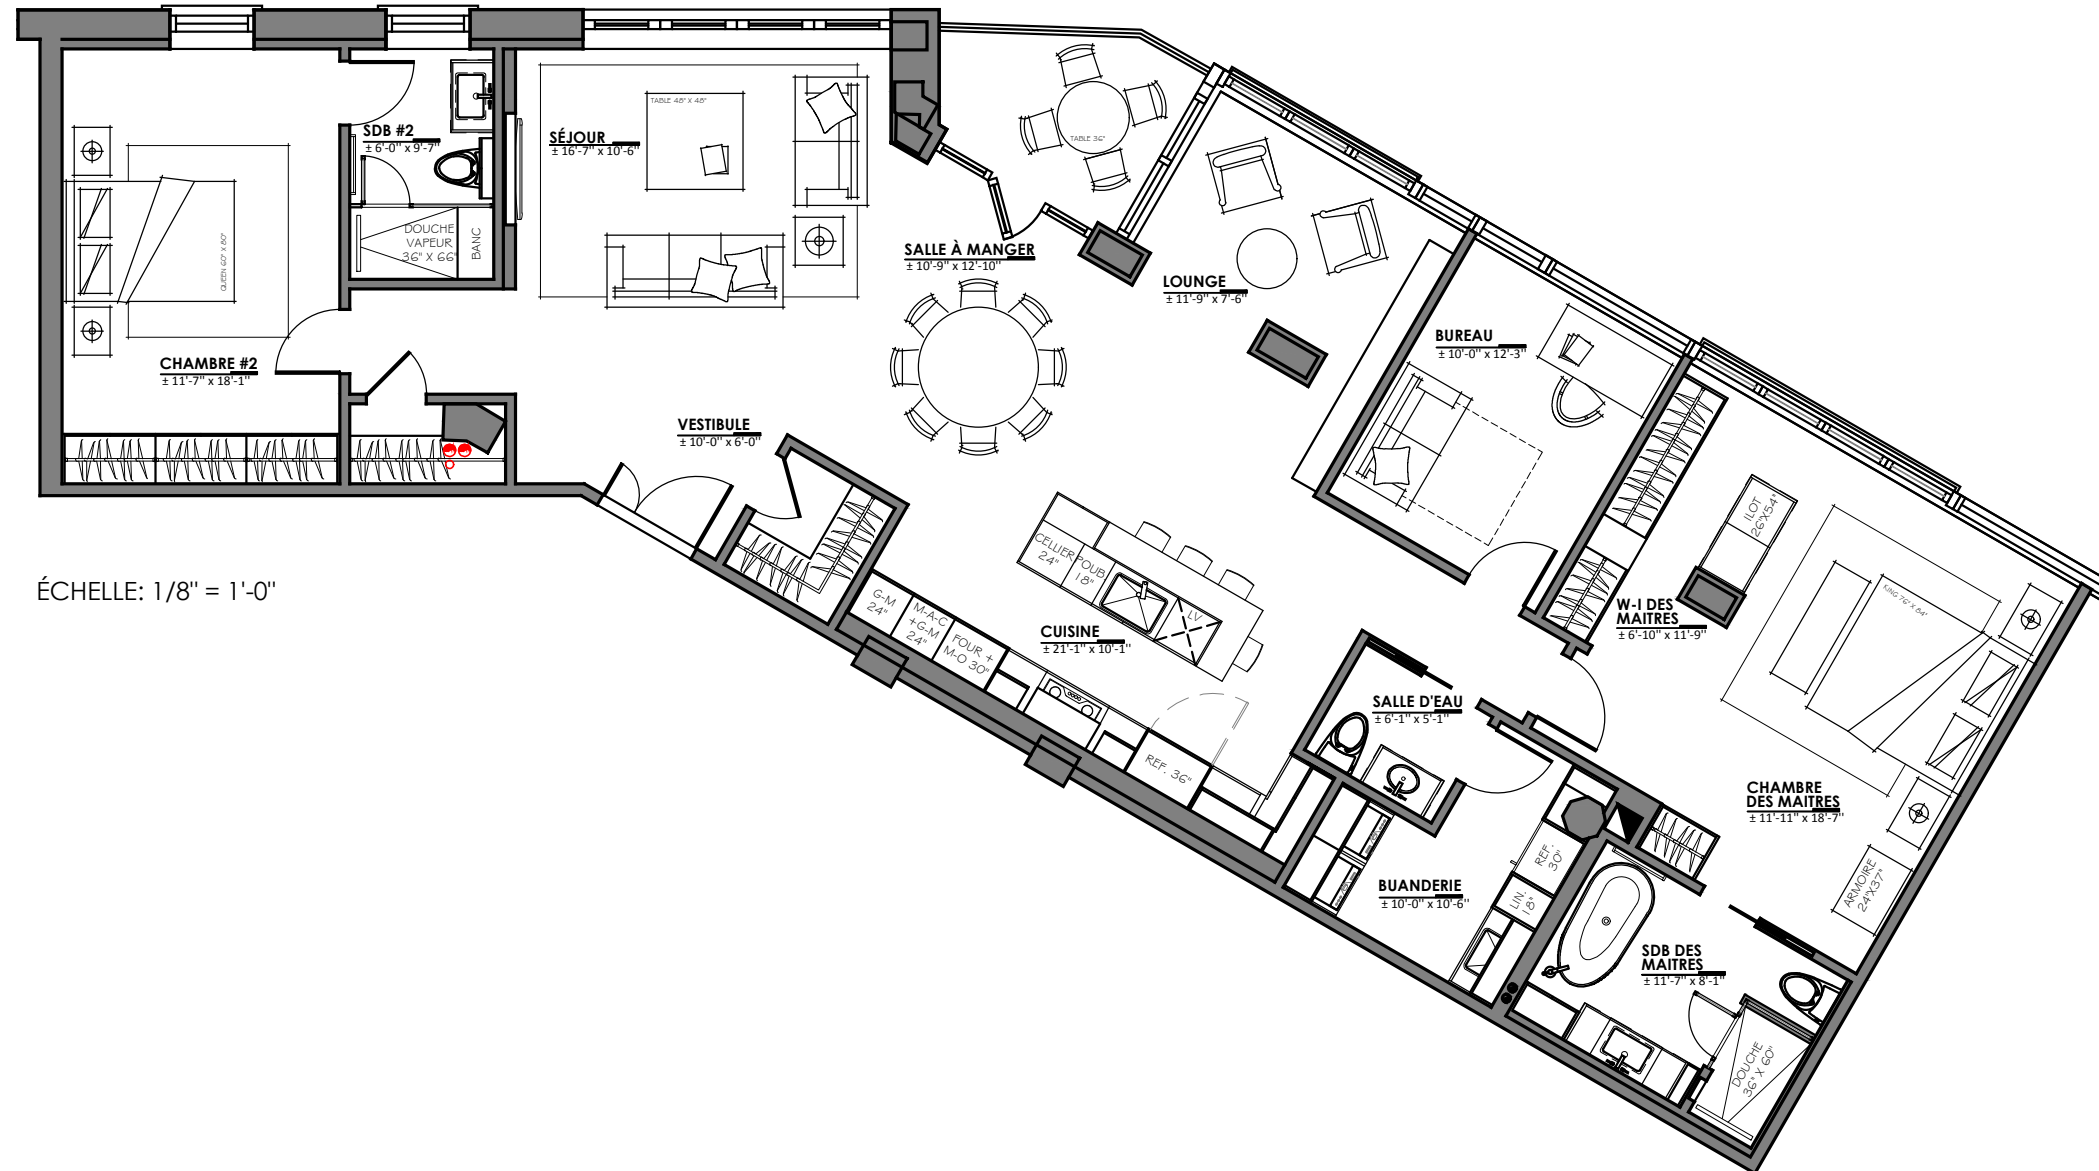 SDB #2
± 6'-0" x 9'-7"
DOUCHE
VAPEUR
36" X 66"
BANC
QUEEN 60" X 80"
CHAMBRE #2
± 11'-7" x 18'-1"
SÉJOUR
± 16'-7" x 10'-6"
TABLE 48" X 48"
TABLE 36"
SALLE À MANGER
± 10'-9" x 12'-10"
LOUNGE
± 11'-9" x 7'-6"
BUREAU
± 10'-0" x 12'-3"
VESTIBULE
± 10'-0" x 6'-0"
ÉCHELLE: 1/8" = 1'-0"
CELLIER
24"
POUB.
18"
LV
G-M
24"
M-A-C
+G-M
24"
FOUR +
M-O 30"
CUISINE
± 21'-1" x 10'-1"
REF. 36"
ILOT
26"X54"
W-I DES
MAITRES
± 6'-10" x 11'-9"
KING 76" X 84"
SALLE D'EAU
± 6'-1" x 5'-1"
CHAMBRE
DES MAITRES
± 11'-11" x 18'-7"
ARMOIRE
24"X37"
BUANDERIE
± 10'-0" x 10'-6"
REF.
30"
LIN.
18"
SDB DES
MAITRES
± 11'-7" x 8'-1"
DOUCHE
36" X 60"